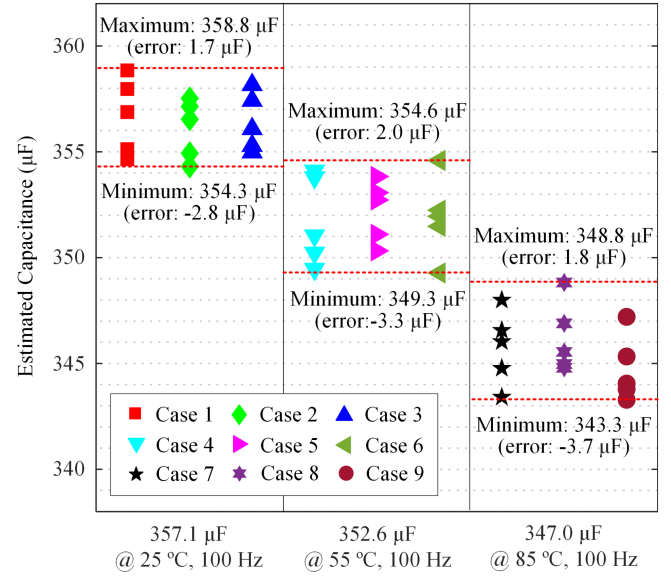 Maximum: 358.8 µF
(error: 1.7 µF)
360
Maximum: 354.6 µF
(error: 2.0 µF)
355
Minimum: 354.3 µF
(error: -2.8 µF)
Maximum: 348.8 µF
(error: 1.8 µF)
350
Minimum: 349.3 µF
(error:-3.3 µF)
Estimated Capacitance (µF)
345
Case 1 Case 2 Case 3
Case 4 Case 5 Case 6
Case 7 Case 8 Case 9
Minimum: 343.3 µF
(error: -3.7 µF)
340
357.1 µF
@ 25 ºC, 100 Hz
352.6 µF
@ 55 ºC, 100 Hz
347.0 µF
@ 85 ºC, 100 Hz